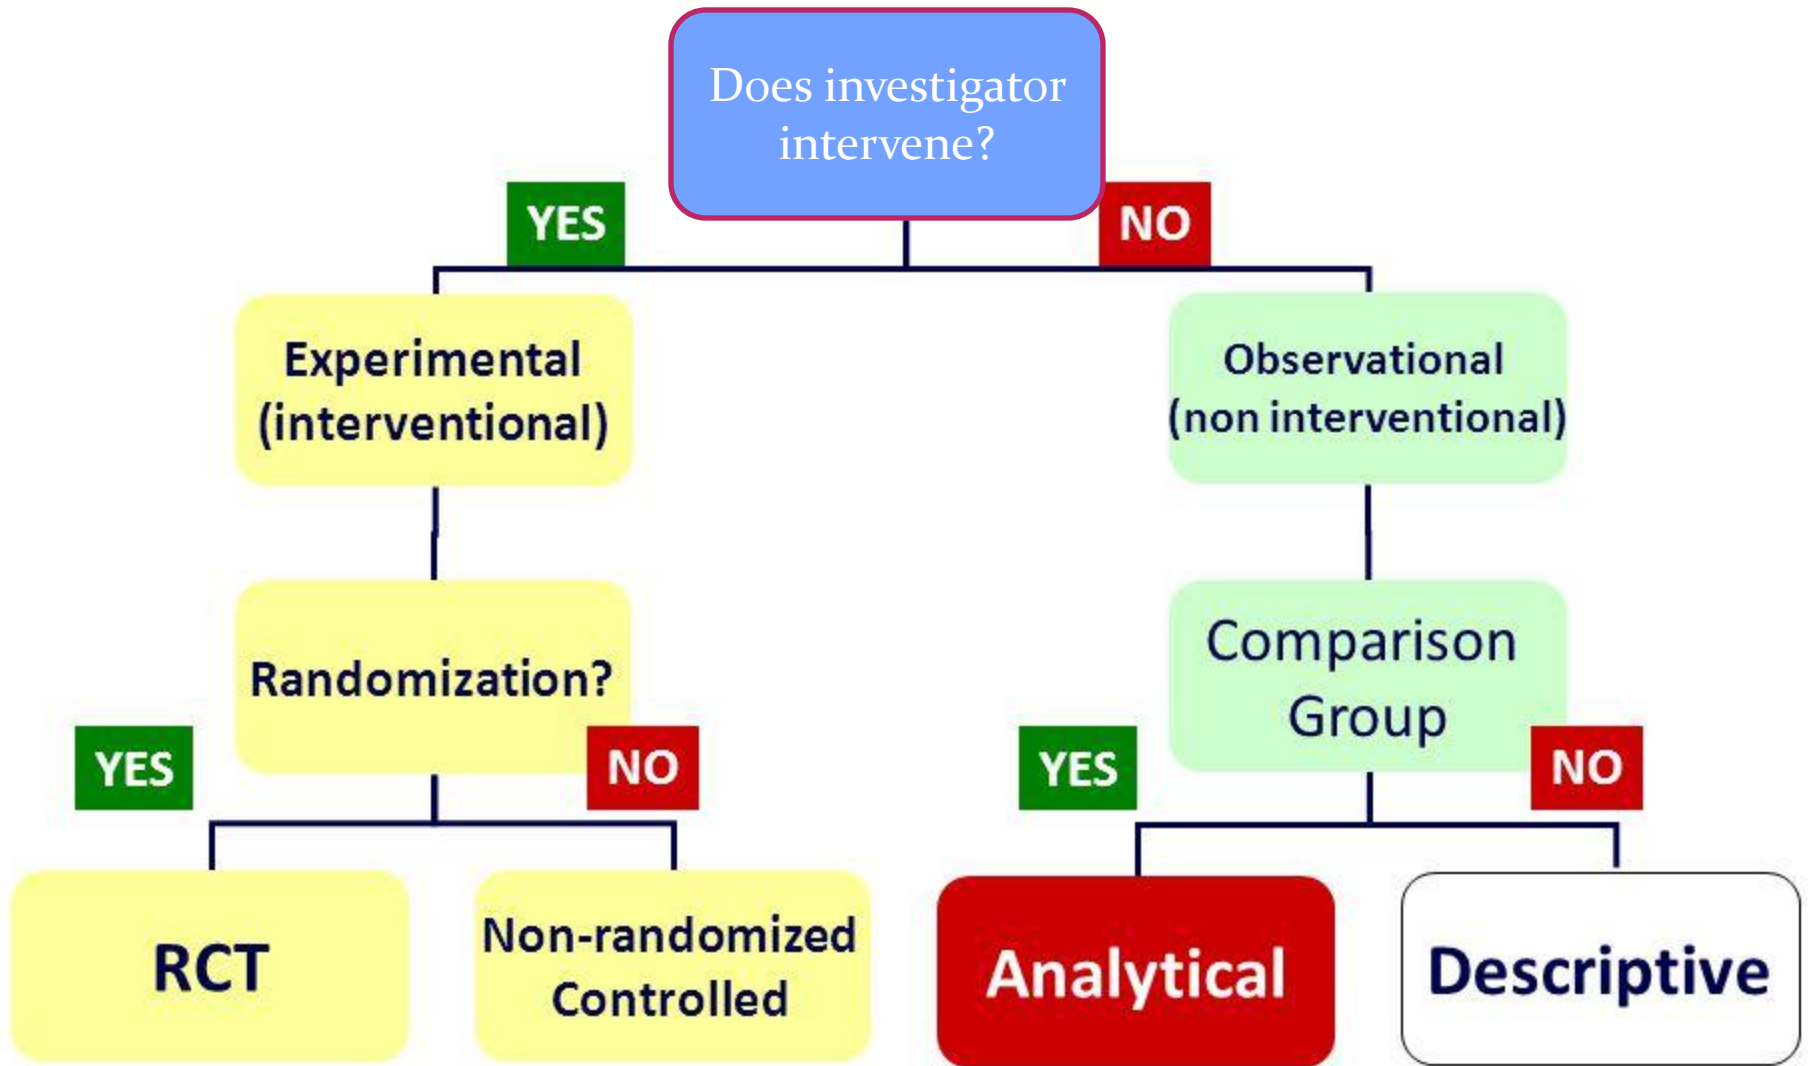 Does investigator
intervene?
YES
NO
Experimental
(interventional)
Observational
(non interventional)
Randomization?
Comparison
Group
YES
NO
YES
NO
RCT
Non-randomized
Controlled
Analytical
Descriptive